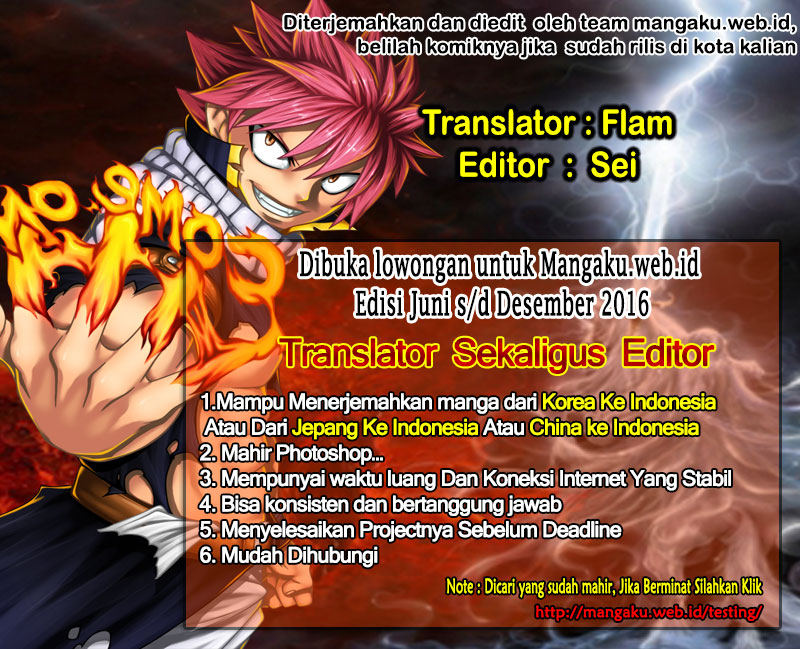 Diterjemahkan dan diedit oleh team mangaku.web.id,
belilah komiknya jika sudah rilis di kota kalian
Translator : Flam
Editor : Sei
Dibuka lowongan untuk Mangaku.web.id
Edisi Juni s/d Desember 2016
Translator Sekaligus Editor
1.Mampu Menerjemahkan manga dari Korea Ke Indonesia
Atau Dari Jepang Ke Indonesia Atau China ke Indonesia
2. Mahir Photoshop...
3. Mempunyai waktu luang Dan Koneksi Internet Yang Stabil
4. Bisa konsisten dan bertanggung jawab
5. Menyelesaikan Projectnya Sebelum Deadline
6. Mudah Dihubungi
Note : Dicari yang sudah mahir, Jika Berminat Silahkan Klik
http://mangaku.web.id/testing/